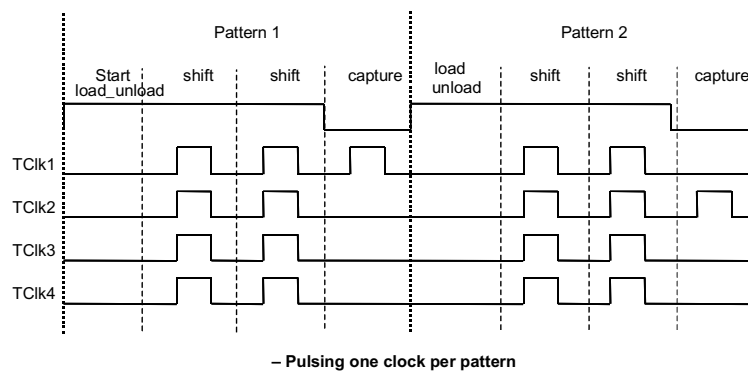 Pattern 1
Pattern 2
Start
load_unload
shift
shift
capture
load
unload
shift
shift
capture
TClk1
TClk2
TClk3
TClk4
– Pulsing one clock per pattern